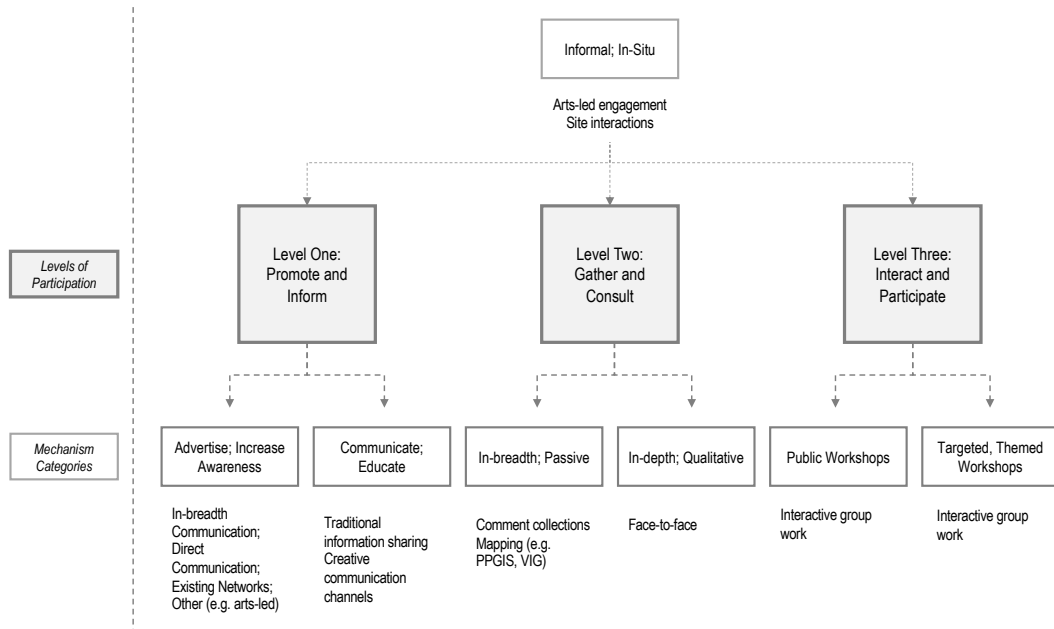 Informal; In-Situ
Arts-led engagement
Site interactions
Levels of
Participation
Level One:
Promote and
Inform
Level Two:
Gather and
Consult
Level Three:
Interact and
Participate
Mechanism
Categories
Advertise; Increase
Awareness
Communicate;
Educate
In-breadth; Passive
In-depth; Qualitative
Public Workshops
Targeted, Themed
Workshops
In-breadth
Communication;
Direct
Communication;
Existing Networks;
Other (e.g. arts-led)
Traditional
information sharing
Creative
communication
channels
Comment collections
Mapping (e.g.
PPGIS, VIG)
Face-to-face
Interactive group
work
Interactive group
work